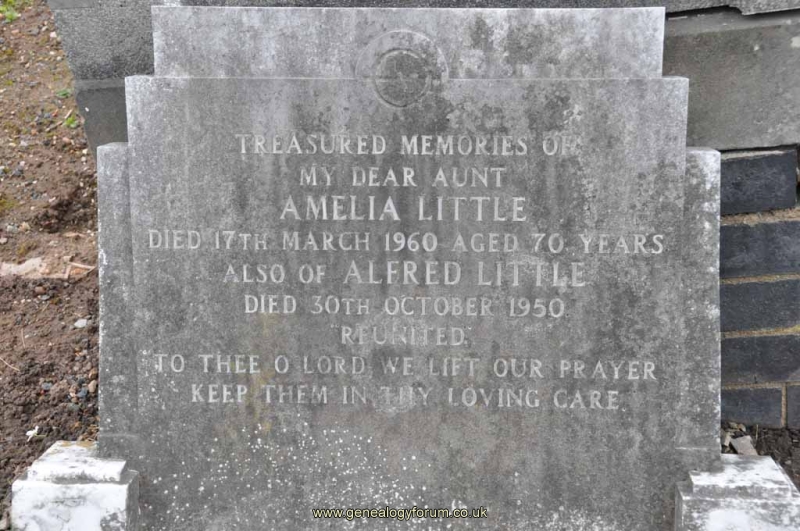 TREASURED MEMORIES OF
MY DEAR AUNT
AMELIA LITTLE
DIED 17TH MARCH 1960 AGED 70 YEARS
ALSO OF ALFRED LITTLE
DIED 30TH OCTOBER 1950.
"REUNITED."
TO THEE O LORD WE LIFT OUR PRAYER
KEEP THEM IN THY LOVING CARE.
www.genealogyforum.co.uk